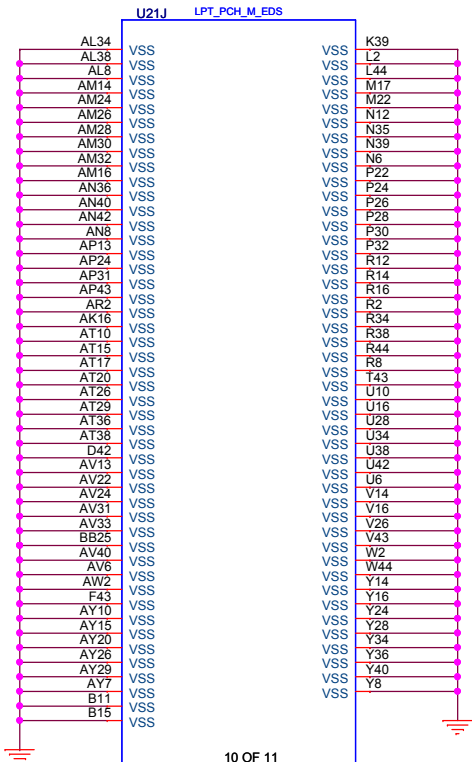 U21J LPT_PCH_M_EDS
AL34 VSS VSS K39
AL38 VSS VSS L2
AL8 VSS VSS L44
AM14 VSS VSS M17
AM24 VSS VSS M22
AM26 VSS VSS N12
AM28 VSS VSS N35
AM30 VSS VSS N39
AM32 VSS VSS N6
AM16 VSS VSS P22
AN36 VSS VSS P24
AN40 VSS VSS P26
AN42 VSS VSS P28
AN8 VSS VSS P30
AP13 VSS VSS P32
AP24 VSS VSS R12
AP31 VSS VSS R14
AP43 VSS VSS R16
AR2 VSS VSS R2
AK16 VSS VSS R34
AT10 VSS VSS R38
AT15 VSS VSS R44
AT17 VSS VSS R8
AT20 VSS VSS T43
AT26 VSS VSS U10
AT29 VSS VSS U16
AT36 VSS VSS U28
AT38 VSS VSS U34
D42 VSS VSS U38
AV13 VSS VSS U42
AV22 VSS VSS U6
AV24 VSS VSS V14
AV31 VSS VSS V16
AV33 VSS VSS V26
BB25 VSS VSS V43
AV40 VSS VSS W2
AV6 VSS VSS W44
AW2 VSS VSS Y14
F43 VSS VSS Y16
AY10 VSS VSS Y24
AY15 VSS VSS Y28
AY20 VSS VSS Y34
AY26 VSS VSS Y36
AY29 VSS VSS Y40
AY7 VSS VSS Y8
B11 VSS
B15 VSS
10 OF 11